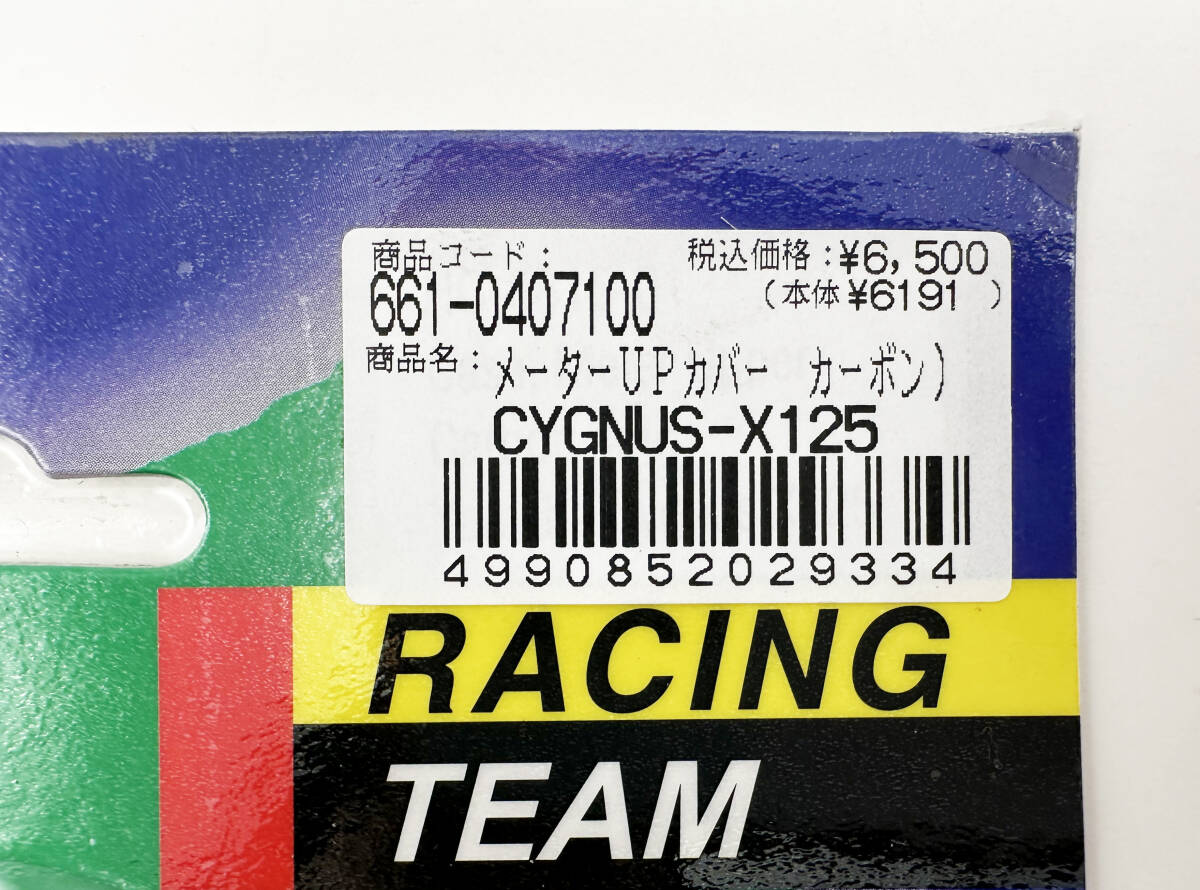 商品コード： 税込価格：¥6,500
661-0407100 (本体¥6191 )
商品名：メーターUPカバー　カーボン)
CYGNUS-X125
4990852029334
RACING
TEAM